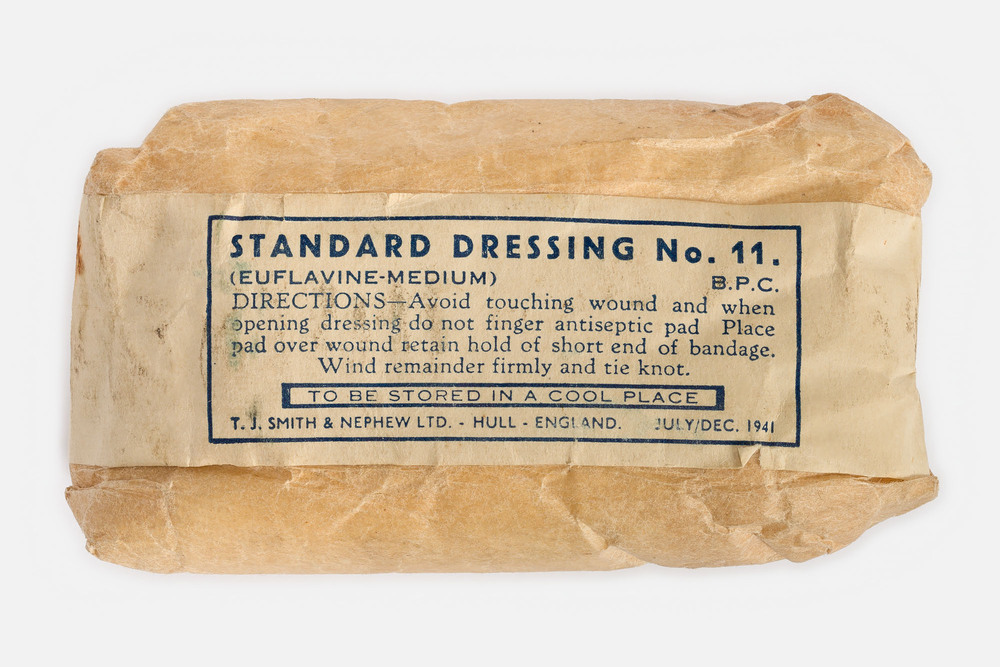 STANDARD DRESSING No. 11.
(EUFLAVINE-MEDIUM) B.P.C.
DIRECTIONS—Avoid touching wound and when
opening dressing do not finger antiseptic pad Place
pad over wound retain hold of short end of bandage.
Wind remainder firmly and tie knot.
TO BE STORED IN A COOL PLACE
T. J. SMITH & NEPHEW LTD. - HULL - ENGLAND. JULY/DEC. 1941